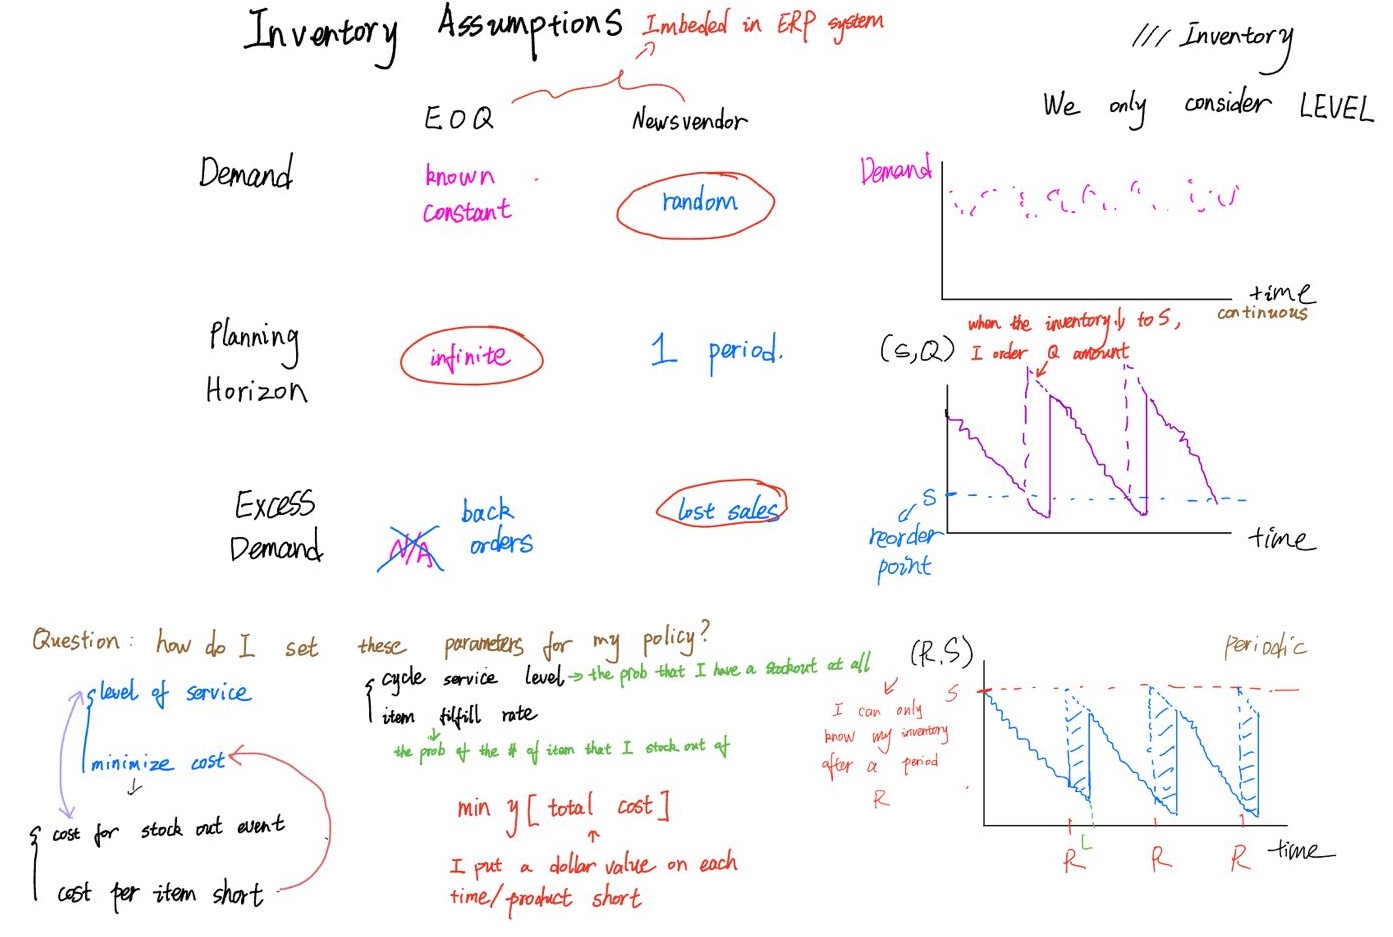 Inventory Assumptions
Imbeded in ERP system
/// Inventory
We only consider LEVEL
EOQ
Newsvendor
Demand
known
constant
random
Demand
time
continuous
Planning
Horizon
infinite
1 period.
(s,Q)
when the inventory ↓ to S,
I order Q amount
S
reorder
point
time
Excess
Demand
N/A
back
orders
lost sales
Question: how do I set these parameters for my policy?
level of service
minimize cost
cost for stock out event
cost per item short
cycle service level → the prob that I have a stockout at all
item filfill rate
the prob of the # of item that I stock out of
min [ total cost ]
I put a dollar value on each
time/product short
(R,S)
Periodic
S
I can only
know my inventory
after a period
R
L
R R R
time